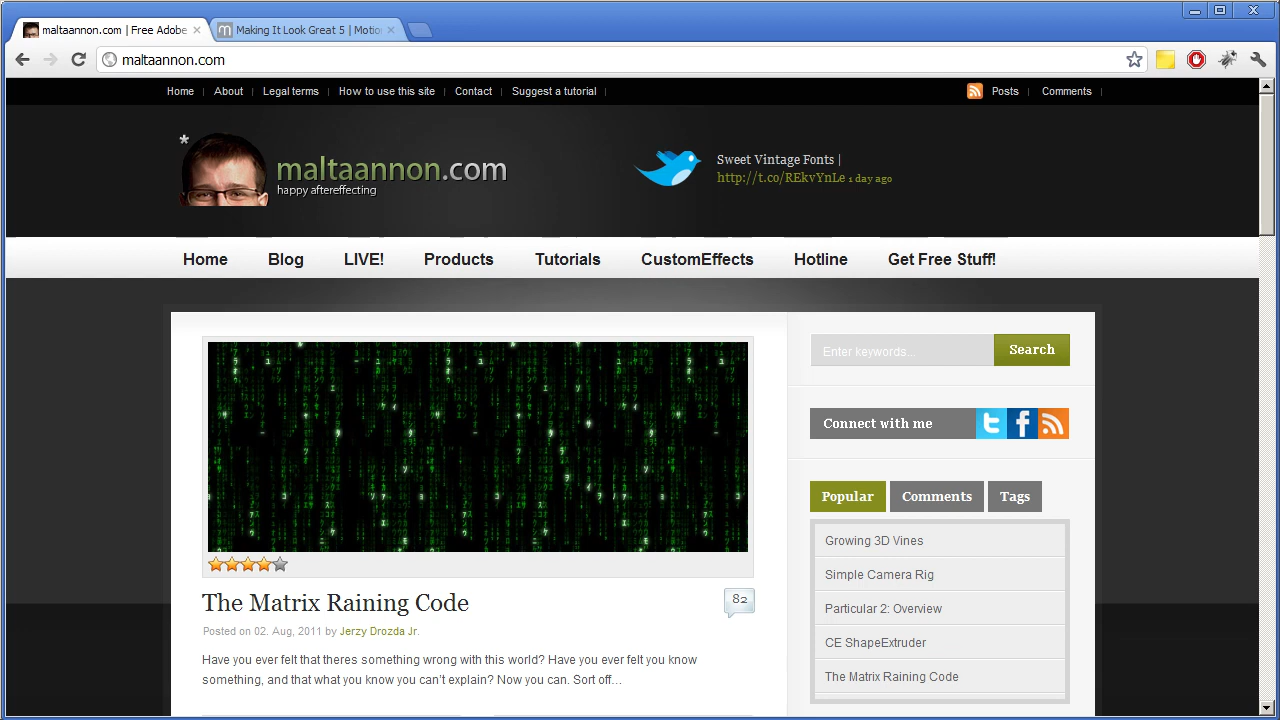 maltaannon.com | Free Adobe
Making It Look Great 5 | Motio
maltaannon.com
Home
About
Legal terms
How to use this site
Contact
Suggest a tutorial
Posts
Comments
*
maltaannon.com
happy aftereffecting
Sweet Vintage Fonts |
http://t.co/REkvYnLe 1 day ago
Home
Blog
LIVE!
Products
Tutorials
CustomEffects
Hotline
Get Free Stuff!
Enter keywords...
Search
Connect with me
Popular
Comments
Tags
Growing 3D Vines
Simple Camera Rig
Particular 2: Overview
CE ShapeExtruder
The Matrix Raining Code
The Matrix Raining Code
82
Posted on 02. Aug, 2011 by Jerzy Drozda Jr.
Have you ever felt that theres something wrong with this world? Have you ever felt you know
something, and that what you know you can't explain? Now you can. Sort off...